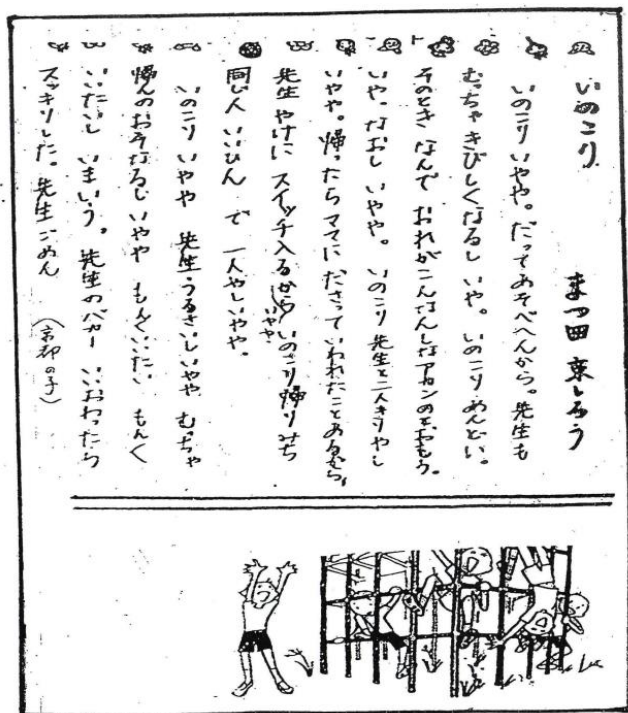 いのこり
まつ田 東しろう
いのこりいやや。だってあそべへんから。先生も
むっちゃきびしくなるし いや。いのこりめんどい。
そのとき なんで おれがこんなんしなアカンのとおもう。
いや。なおし いやや。いのこり先生と二人きりやし
いやや。帰ったらママに ださっていわれたことあるから、
先生やけに スイッチ入るからいやや いのこり帰りみち
同じ人 いいひん で 一人やしいやや。
いのこり いやや 先生うるさいしいやや むっちゃ
帰んのおそなるしいやや もんくいいたい もんく
いいたいし いまいう。先生のバカー いいおわったら
スッキリした。先生ごめん (京都の子)